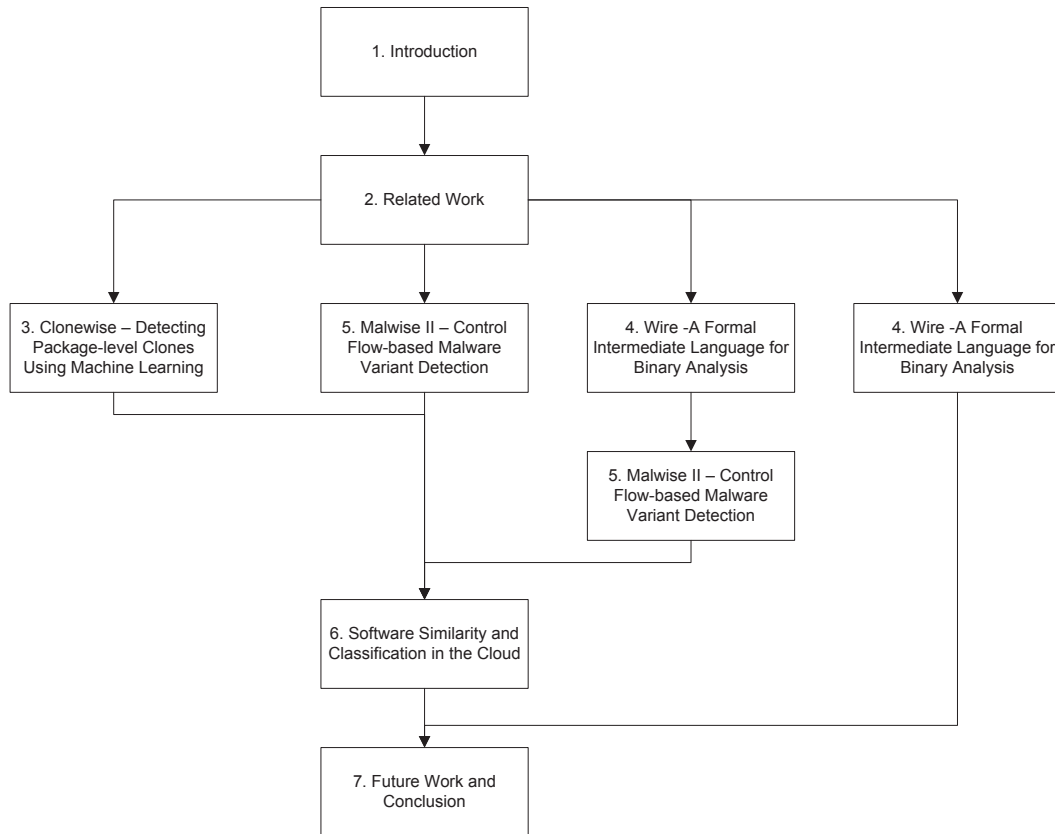 1. Introduction
2. Related Work
3. Clonewise – Detecting
Package-level Clones
Using Machine Learning
5. Malwise II – Control
Flow-based Malware
Variant Detection
4. Wire -A Formal
Intermediate Language for
Binary Analysis
4. Wire -A Formal
Intermediate Language for
Binary Analysis
5. Malwise II – Control
Flow-based Malware
Variant Detection
6. Software Similarity and
Classification in the Cloud
7. Future Work and
Conclusion